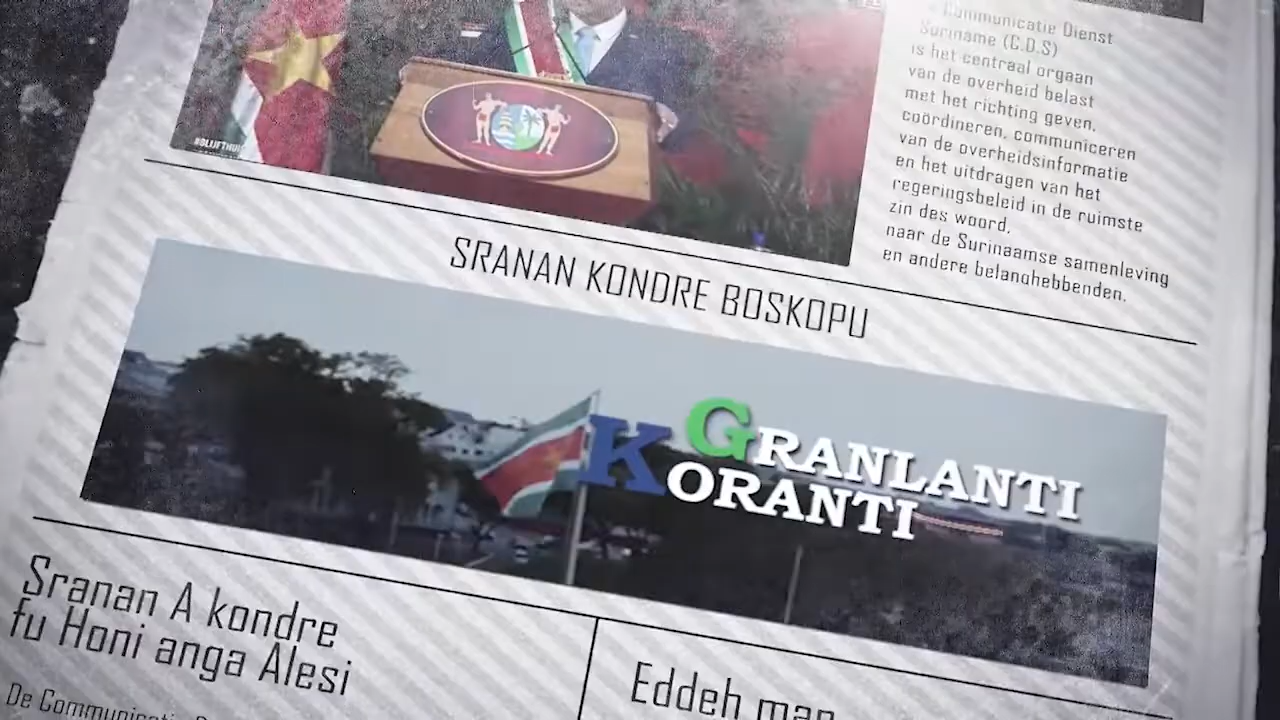 Communicatie Dienst
Suriname (C.D.S)
is het centraal orgaan
van de overheid belast
met het richting geven,
coördineren, communiceren
van de overheidsinformatie
en het uitdragen van het
regeringsbeleid in de ruimste
zin des woord,
naar de Surinaamse samenleving
en andere belanghebbenden.
SRANAN KONDRE BOSKOPU
GRANLANTI
KORANTI
Sranan A kondre
fu Honi anga Alesi
De
Eddeh man